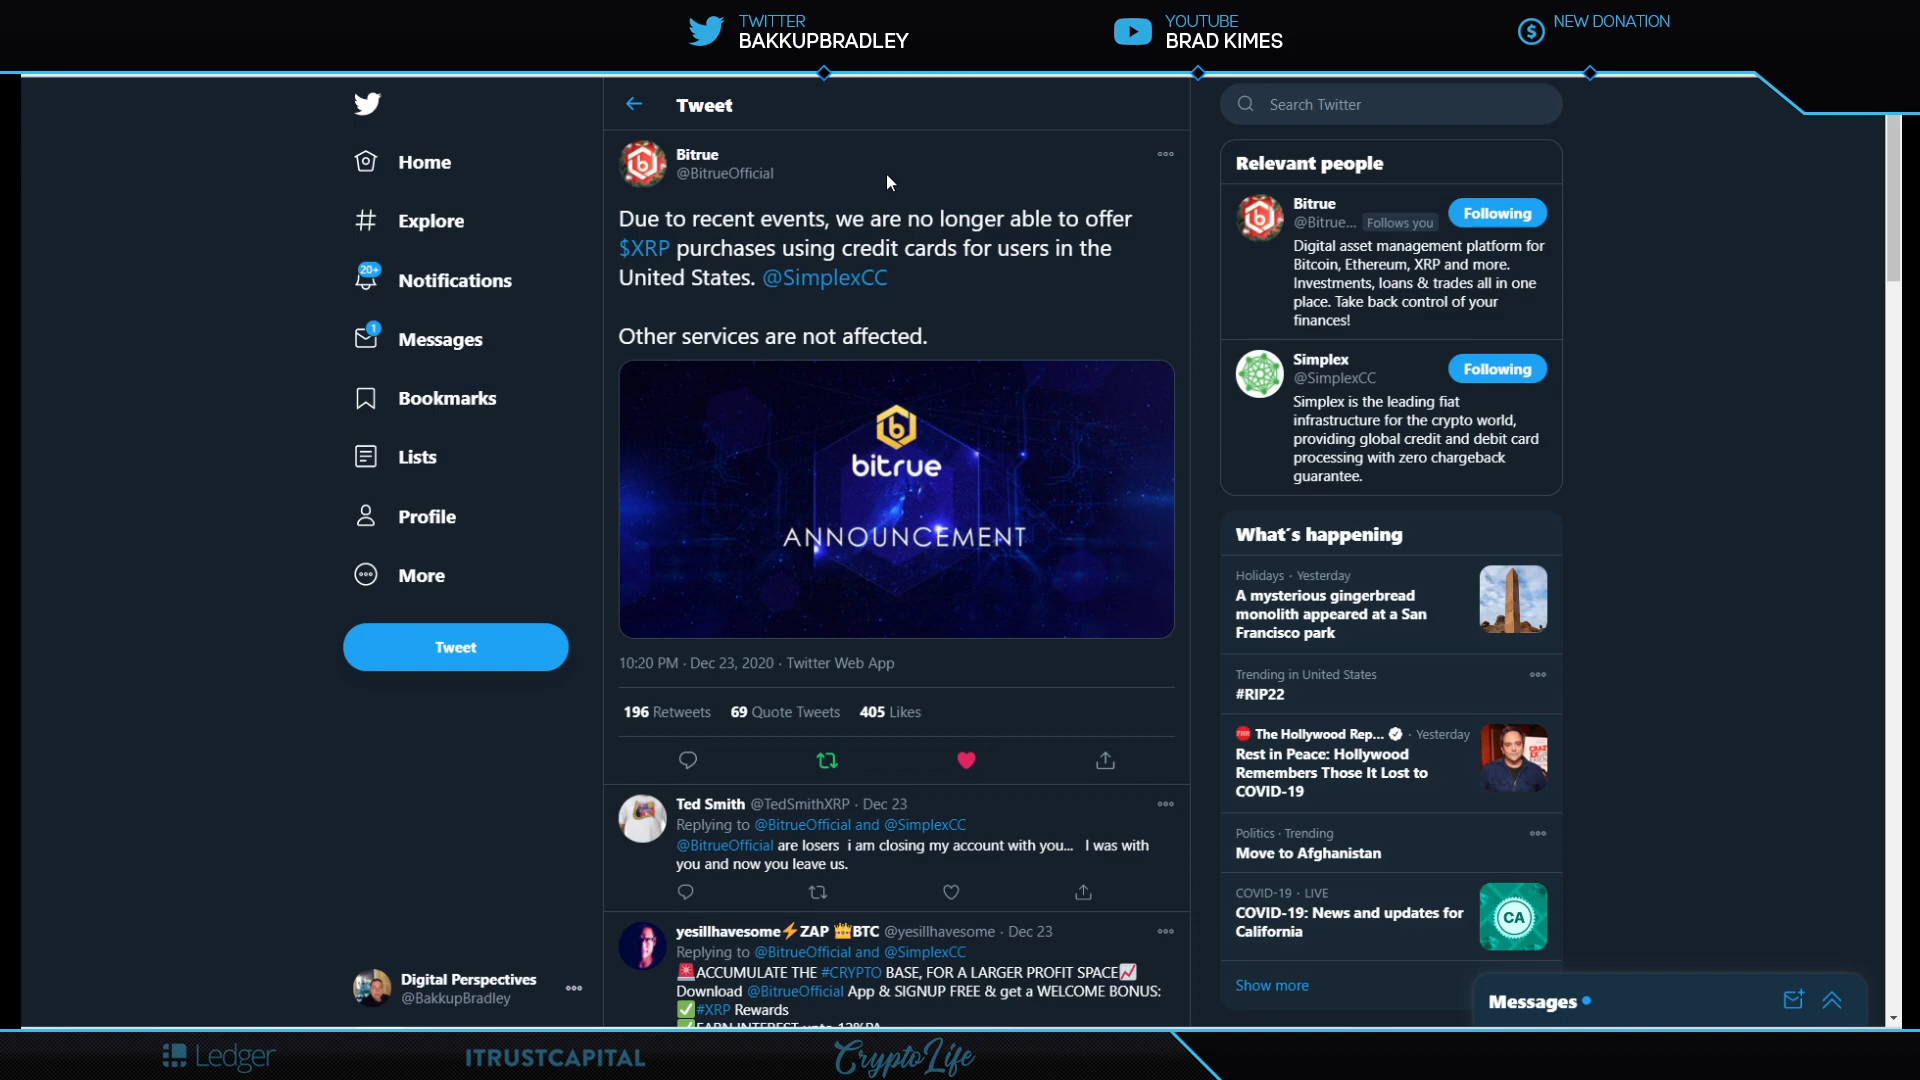 TWITTER
BAKKUPBRADLEY
YOUTUBE
BRAD KIMES
NEW DONATION
Home
Explore
20+
Notifications
1
Messages
Bookmarks
Lists
Profile
More
Tweet
Digital Perspectives
@BakkupBradley
Tweet
Bitrue
@BitrueOfficial
Due to recent events, we are no longer able to offer
$XRP purchases using credit cards for users in the
United States. @SimplexCC
Other services are not affected.
bitrue
ANNOUNCEMENT
10:20 PM · Dec 23, 2020 · Twitter Web App
196 Retweets 69 Quote Tweets 405 Likes
Ted Smith @TedSmithXRP · Dec 23
Replying to @BitrueOfficial and @SimplexCC
@BitrueOfficial are losers i am closing my account with you... I was with
you and now you leave us.
yesillhavesome⚡ZAP 👑BTC @yesillhavesome · Dec 23
Replying to @BitrueOfficial and @SimplexCC
🚨ACCUMULATE THE #CRYPTO BASE, FOR A LARGER PROFIT SPACE📈
Download @BitrueOfficial App & SIGNUP FREE & get a WELCOME BONUS:
✅#XRP Rewards
✅EARN INTEREST upto 12%PA
Search Twitter
Relevant people
Bitrue
@Bitrue... Follows you
Following
Digital asset management platform for
Bitcoin, Ethereum, XRP and more.
Investments, loans & trades all in one
place. Take back control of your
finances!
Simplex
@SimplexCC
Following
Simplex is the leading fiat
infrastructure for the crypto world,
providing global credit and debit card
processing with zero chargeback
guarantee.
What's happening
Holidays · Yesterday
A mysterious gingerbread
monolith appeared at a San
Francisco park
Trending in United States
#RIP22
The Hollywood Rep... · Yesterday
Rest in Peace: Hollywood
Remembers Those It Lost to
COVID-19
Politics · Trending
Move to Afghanistan
COVID-19 · LIVE
COVID-19: News and updates for
California
CA
Show more
Messages
Ledger
ITRUSTCAPITAL
CryptoLife